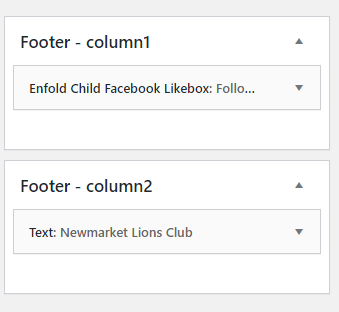 Footer - column1
Enfold Child Facebook Likebox: Follo...
Footer - column2
Text: Newmarket Lions Club